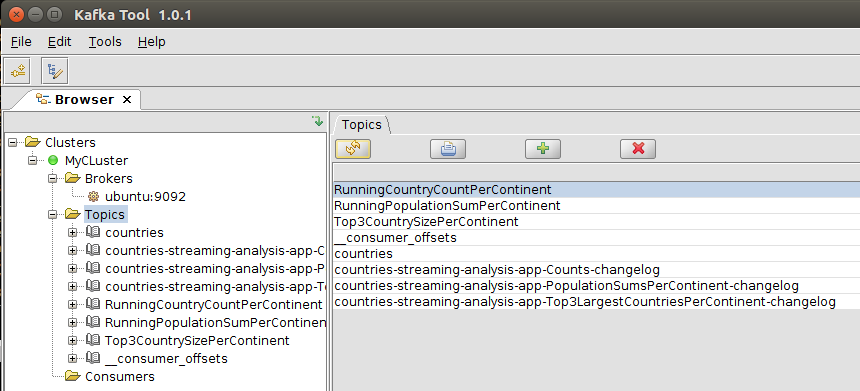 Kafka Tool 1.0.1
File Edit Tools Help
Browser
Clusters
MyCLuster
Brokers
ubuntu:9092
Topics
countries
countries-streaming-analysis-app-C
countries-streaming-analysis-app-P
countries-streaming-analysis-app-To
RunningCountryCountPerContinent
RunningPopulationSumPerContinen
Top3CountrySizePerContinent
__consumer_offsets
Consumers
Topics
RunningCountryCountPerContinent
RunningPopulationSumPerContinent
Top3CountrySizePerContinent
__consumer_offsets
countries
countries-streaming-analysis-app-Counts-changelog
countries-streaming-analysis-app-PopulationSumsPerContinent-changelog
countries-streaming-analysis-app-Top3LargestCountriesPerContinent-changelog